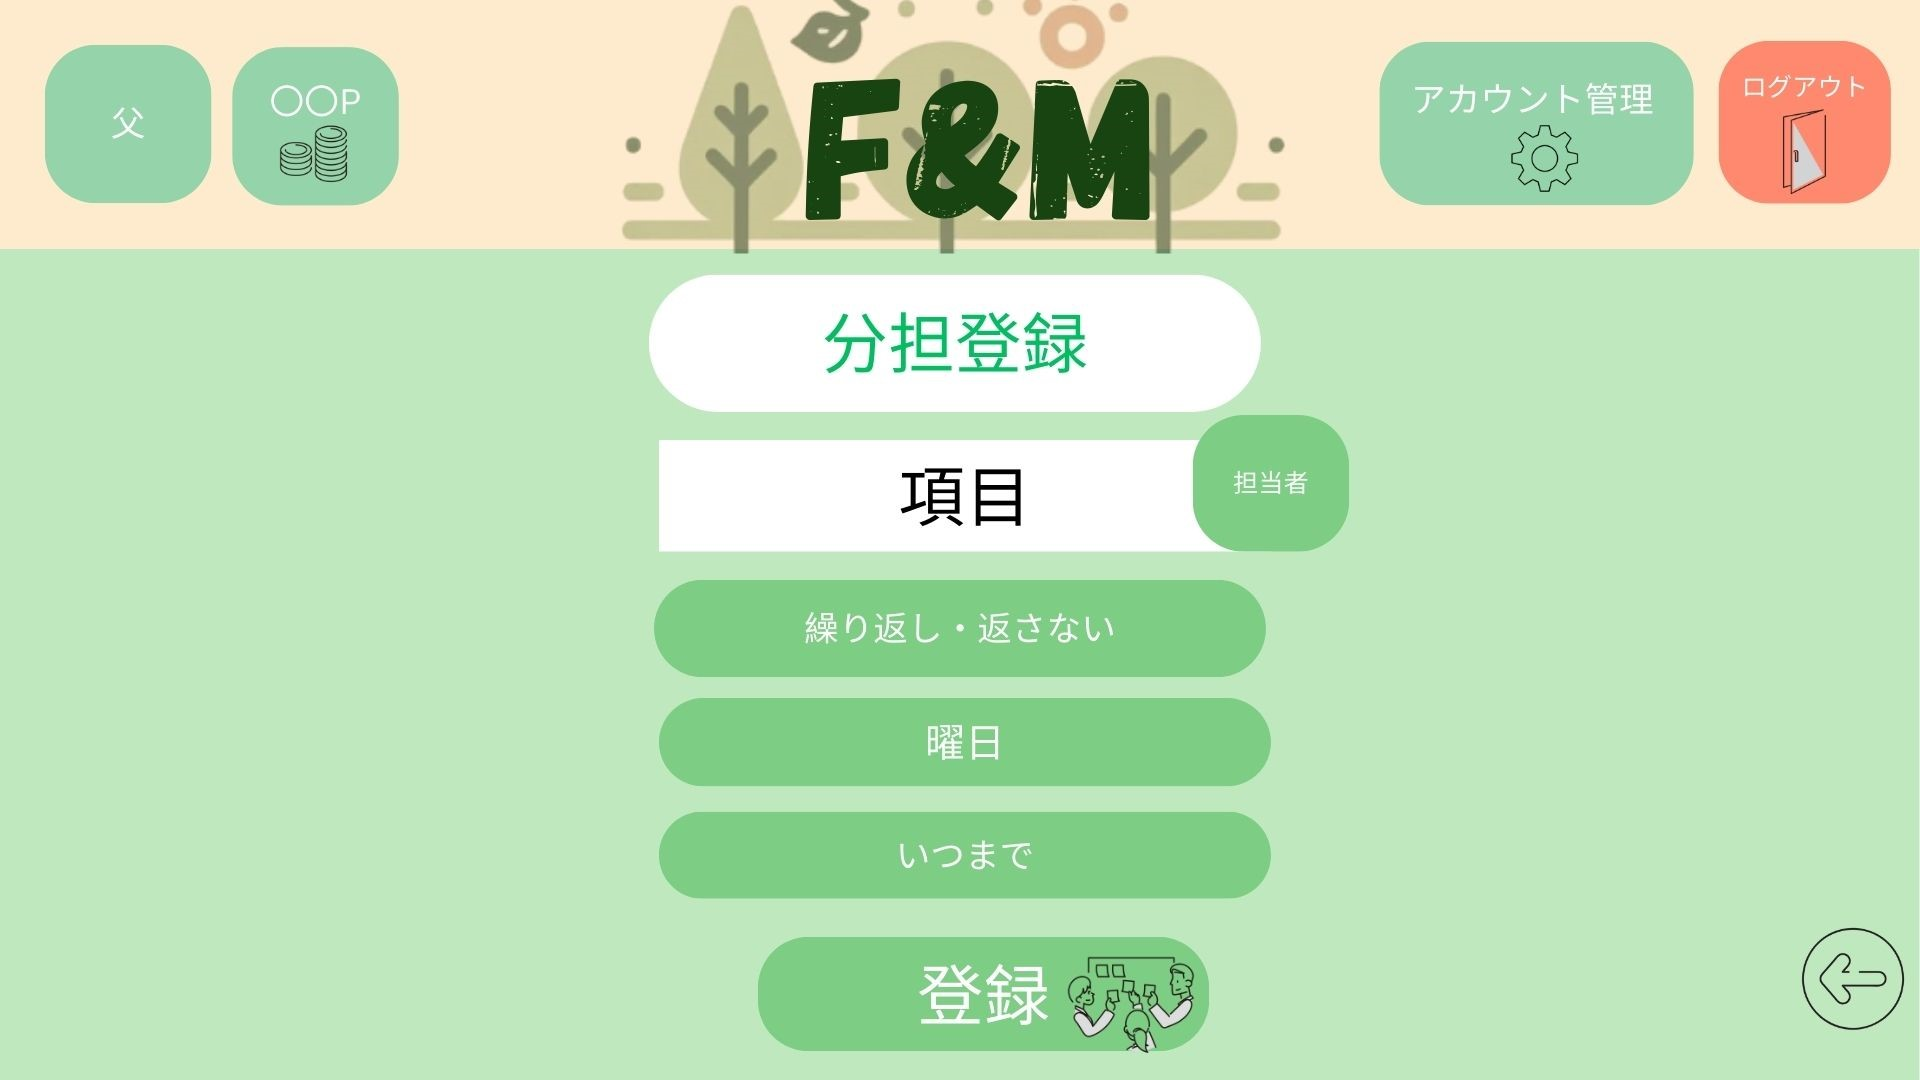 父
〇〇P
F&M
アカウント管理
ログアウト
分担登録
項目
担当者
繰り返し・返さない
曜日
いつまで
登録